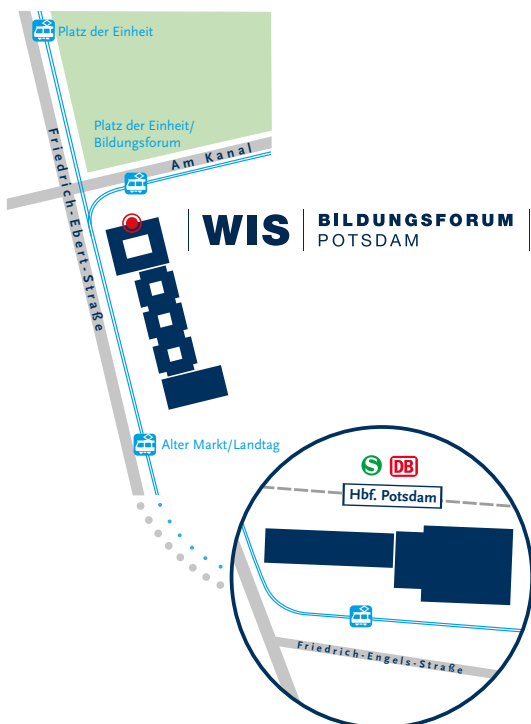 Platz der Einheit
Platz der Einheit/
Bildungsforum
Am Kanal
Friedrich-Ebert-Straße
WIS
BILDUNGSFORUM
POTSDAM
Alter Markt/Landtag
S
DB
Hbf. Potsdam
Friedrich-Engels-Straße